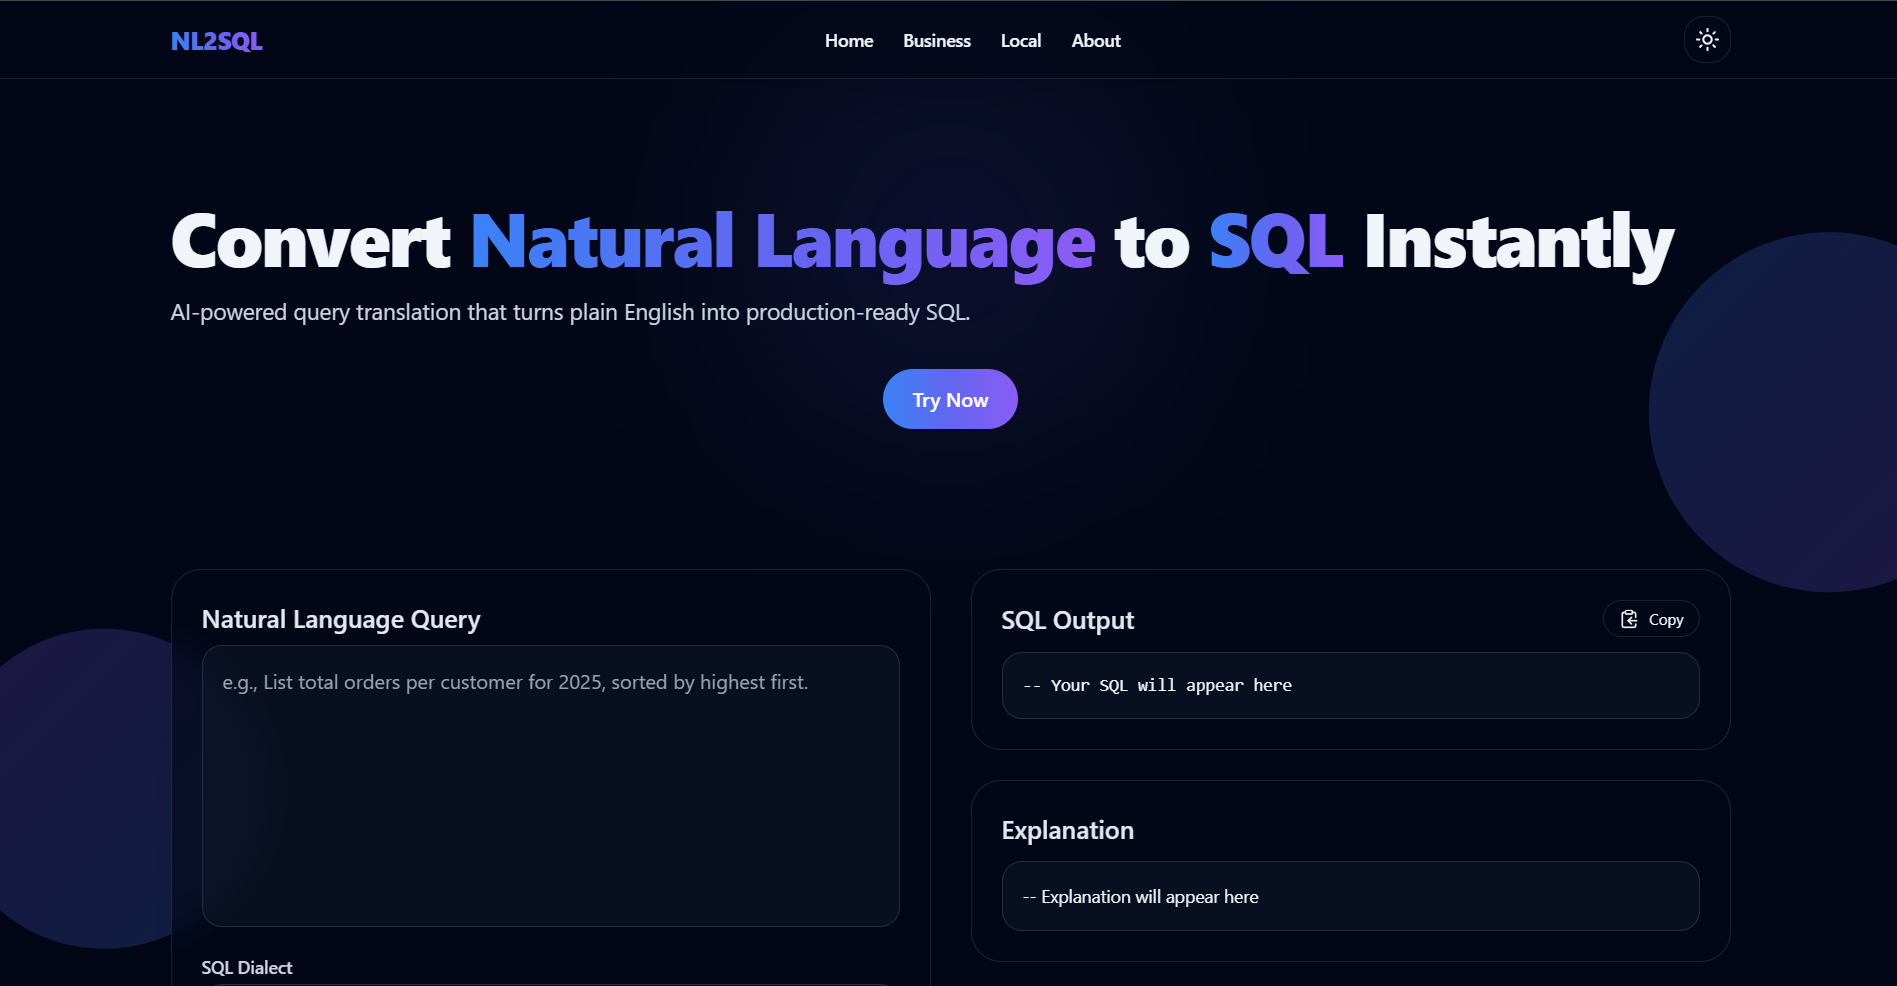 NL2SQL
Home Business Local About
Convert Natural Language to SQL Instantly
AI-powered query translation that turns plain English into production-ready SQL.
Try Now
Natural Language Query
e.g., List total orders per customer for 2025, sorted by highest first.
SQL Dialect
SQL Output
Copy
-- Your SQL will appear here
Explanation
-- Explanation will appear here